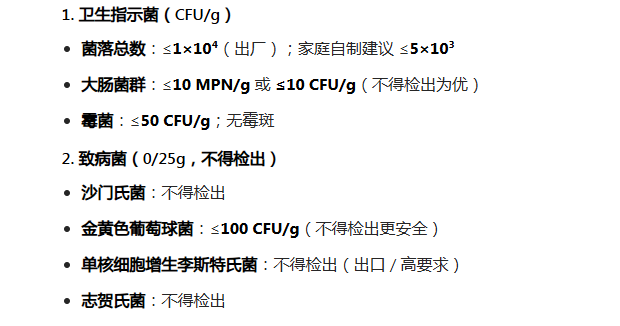 1. 卫生指示菌（CFU/g）
• 菌落总数：≤1×10⁴（出厂）；家庭自制建议 ≤5×10³
• 大肠菌群：≤10 MPN/g 或 ≤10 CFU/g（不得检出为优）
• 霉菌：≤50 CFU/g；无霉斑
2. 致病菌（0/25g，不得检出）
• 沙门氏菌：不得检出
• 金黄色葡萄球菌：≤100 CFU/g（不得检出更安全）
• 单核细胞增生李斯特氏菌：不得检出（出口 / 高要求）
• 志贺氏菌：不得检出